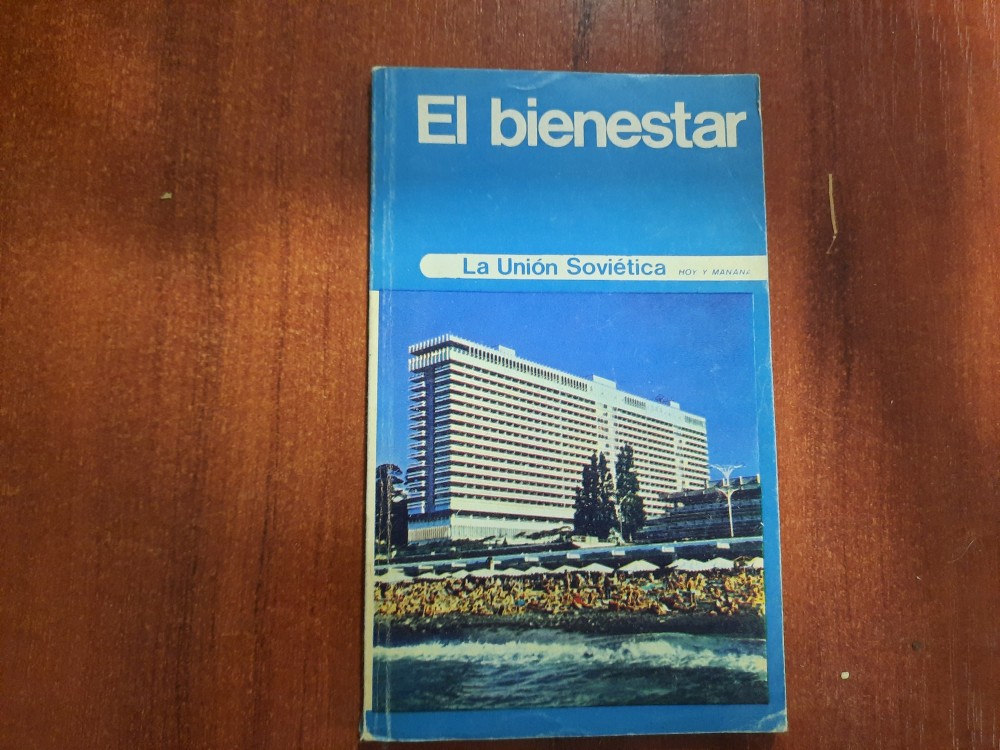 El bienestar
La Unión Soviética HOY Y MAÑANA